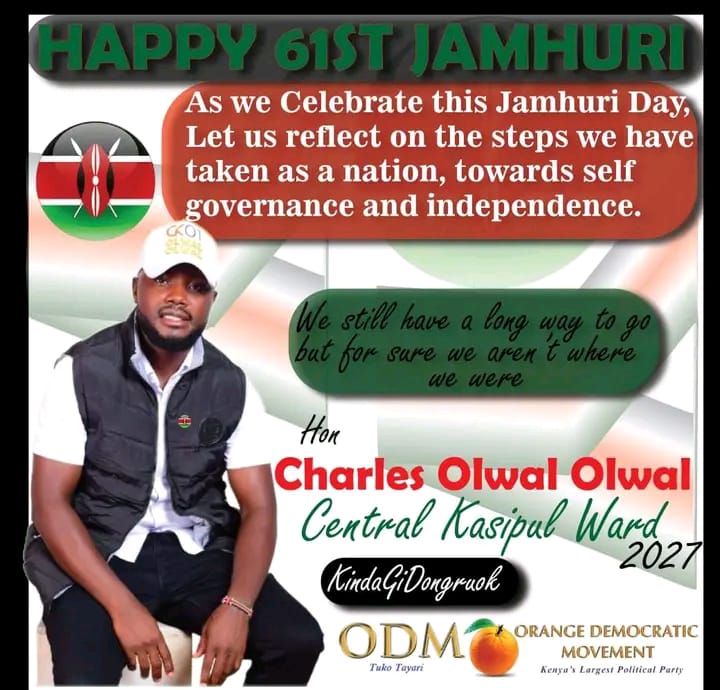 HAPPY 61ST JAMHURI
As we Celebrate this Jamhuri Day,
Let us reflect on the steps we have
taken as a nation, towards self
governance and independence.
We still have a long way to go
but for sure we aren't where
we were
Hon
Charles Olwal Olwal
Central Kasipul Ward
2027
KindaGiDongruok
ODM
Tuko Tayari
ORANGE DEMOCRATIC
MOVEMENT
Kenya's Largest Political Party